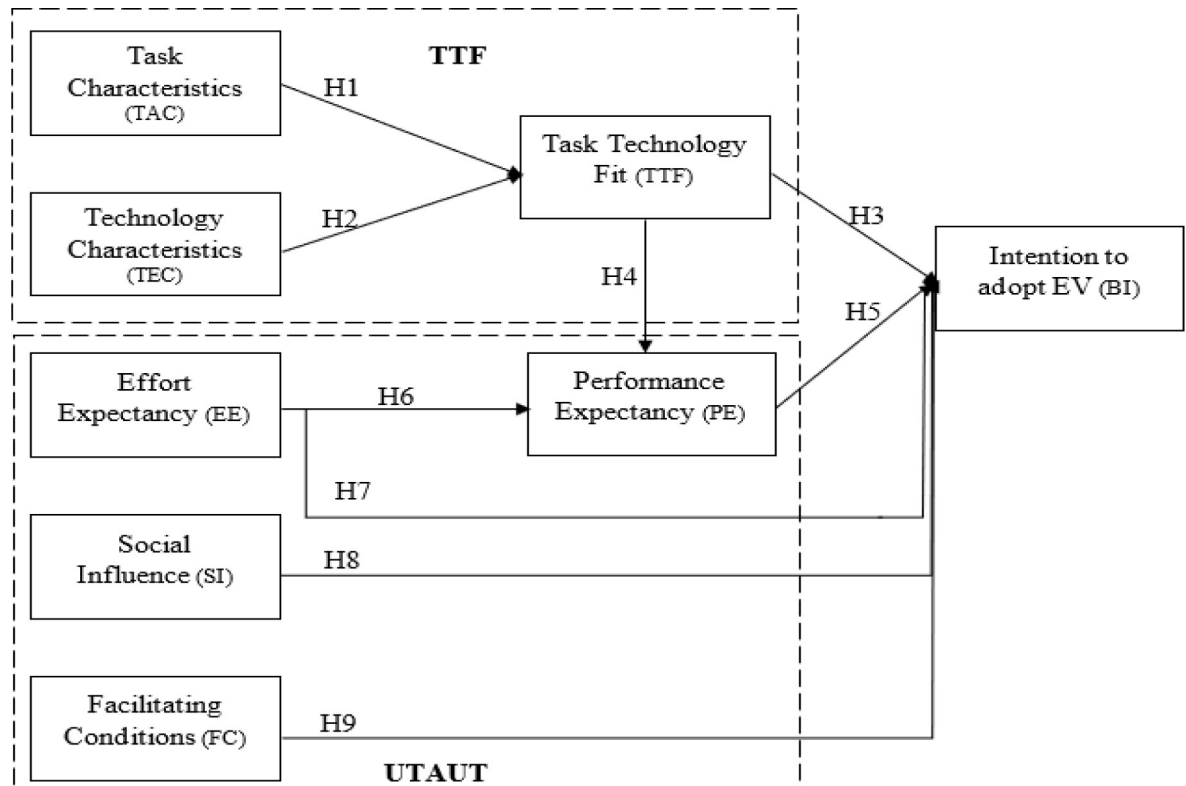 TTF
Task
Characteristics
(TAC)
H1
Task Technology
Fit (TTF)
Technology
Characteristics
(TEC)
H2
H3
H4
Intention to
adopt EV (BI)
H5
Effort
Expectancy (EE)
H6
Performance
Expectancy (PE)
H7
Social
Influence (SI)
H8
Facilitating
Conditions (FC)
H9
UTAUT